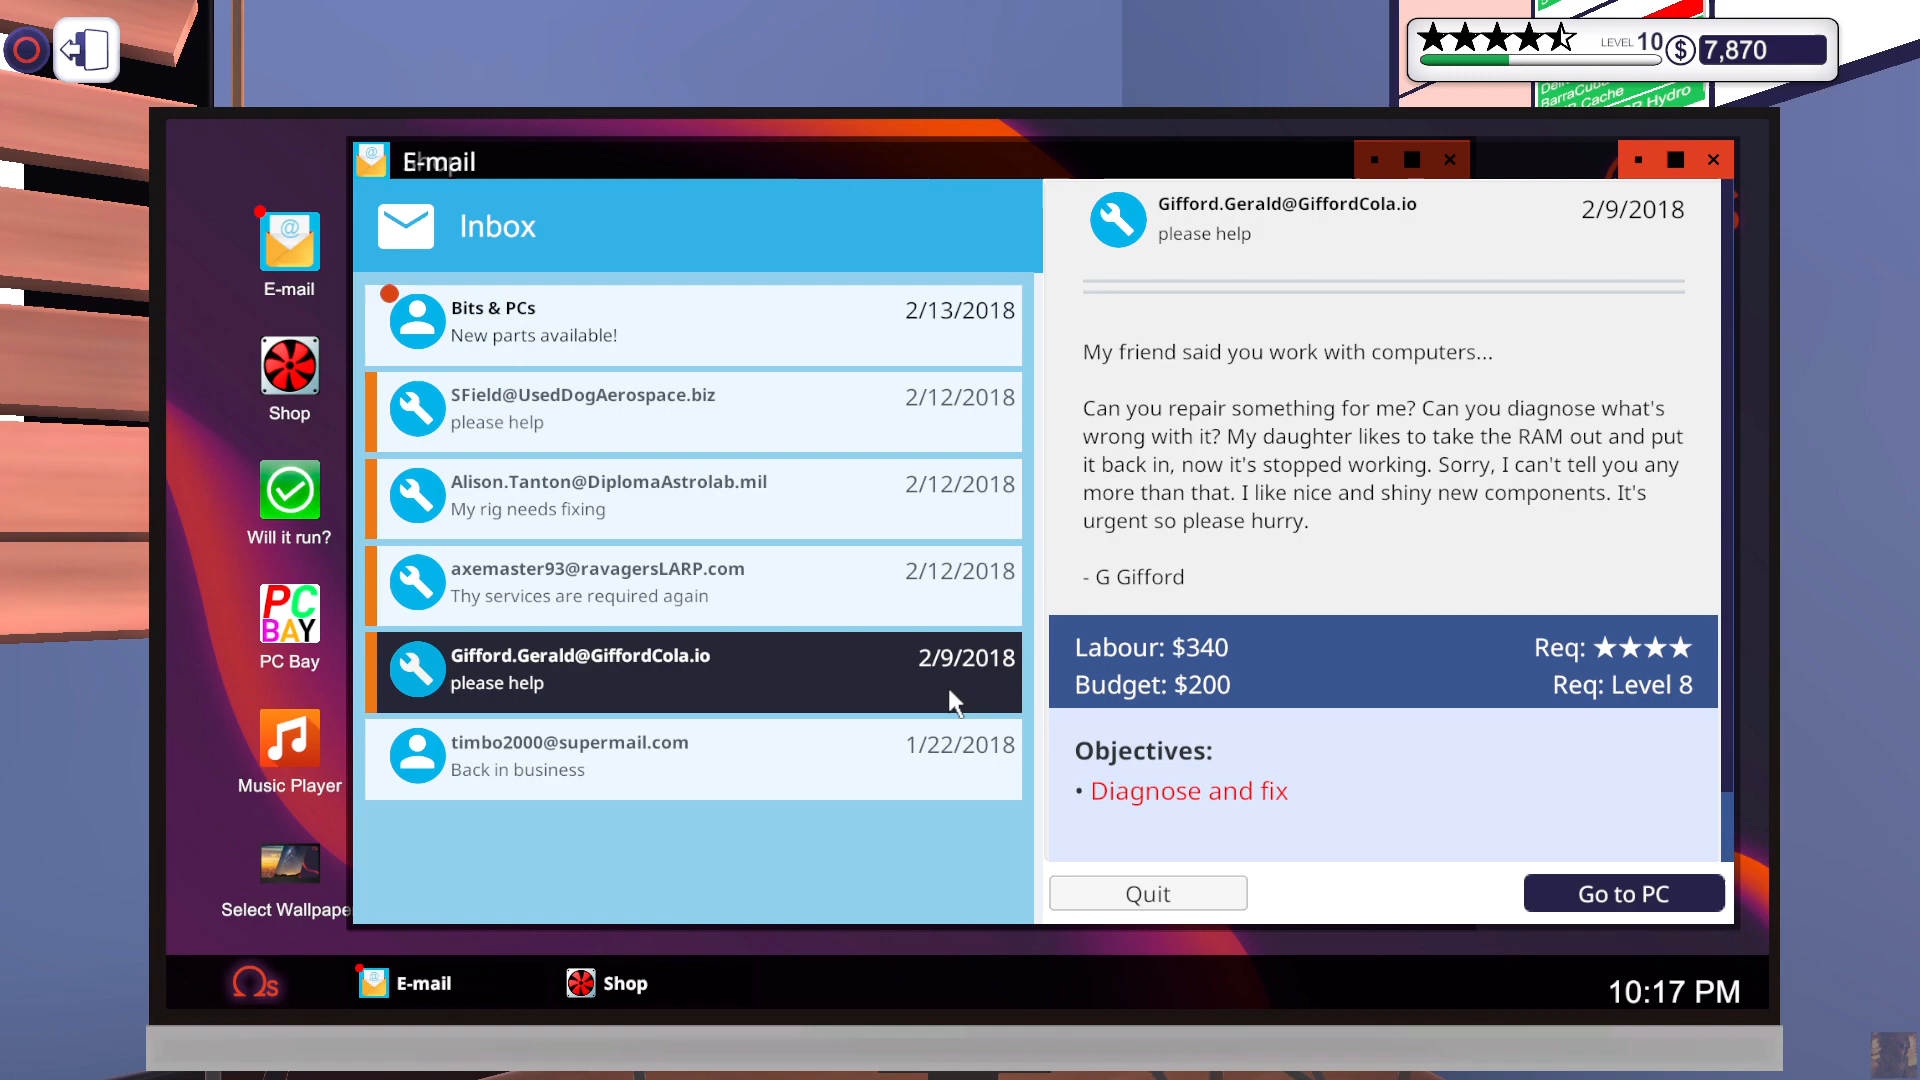 LEVEL 10
$ 7,870
BarraCuda
Cache
Hydro
E-mail
Inbox
Bits & PCs
2/13/2018
New parts available!
SField@UsedDogAerospace.biz
2/12/2018
please help
Alison.Tanton@DiplomaAstrolab.mil
2/12/2018
My rig needs fixing
axemaster93@ravagersLARP.com
2/12/2018
Thy services are required again
Gifford.Gerald@GiffordCola.io
2/9/2018
please help
timbo2000@supermail.com
1/22/2018
Back in business
Gifford.Gerald@GiffordCola.io
2/9/2018
please help
My friend said you work with computers...
Can you repair something for me? Can you diagnose what's
wrong with it? My daughter likes to take the RAM out and put
it back in, now it's stopped working. Sorry, I can't tell you any
more than that. I like nice and shiny new components. It's
urgent so please hurry.
- G Gifford
Labour: $340
Req: ★★★★
Budget: $200
Req: Level 8
Objectives:
• Diagnose and fix
Quit
Go to PC
E-mail
Shop
Will it run?
PC
BAY
PC Bay
Music Player
Select Wallpape
Ωs
E-mail
Shop
10:17 PM